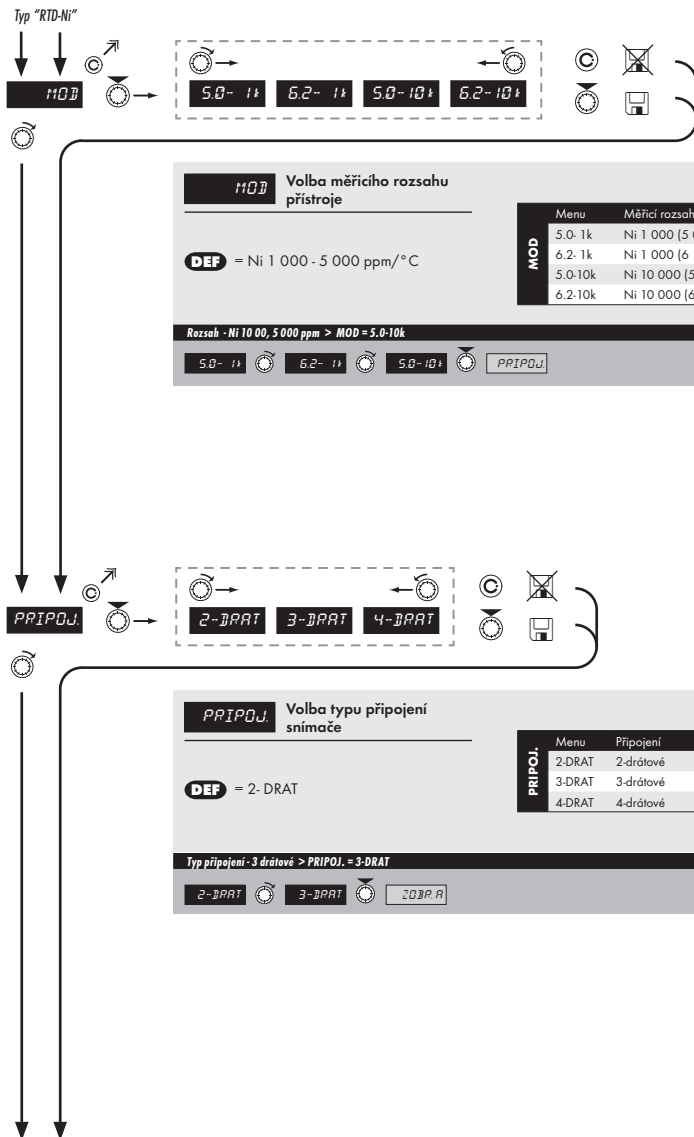 Typ "RTD-Ni"
MOD
5.0- 1k 6.2- 1k 5.0-10k 6.2-10k
MOD Volba měřicího rozsahu
přístroje
DEF = Ni 1 000 - 5 000 ppm/°C
MOD
Menu Měřicí rozsah
5.0- 1k Ni 1 000 (5 0
6.2- 1k Ni 1 000 (6
5.0-10k Ni 10 000 (5
6.2-10k Ni 10 000 (6
Rozsah - Ni 10 00, 5 000 ppm > MOD = 5.0-10k
5.0- 1k 6.2- 1k 5.0-10k PRIPOJ.
PRIPOJ.
2-DRAT 3-DRAT 4-DRAT
PRIPOJ. Volba typu připojení
snímače
DEF = 2- DRAT
PRIPOJ.
Menu Připojení
2-DRAT 2-drátové
3-DRAT 3-drátové
4-DRAT 4-drátové
Typ připojení - 3 drátové > PRIPOJ. = 3-DRAT
2-DRAT 3-DRAT ZOBR. A